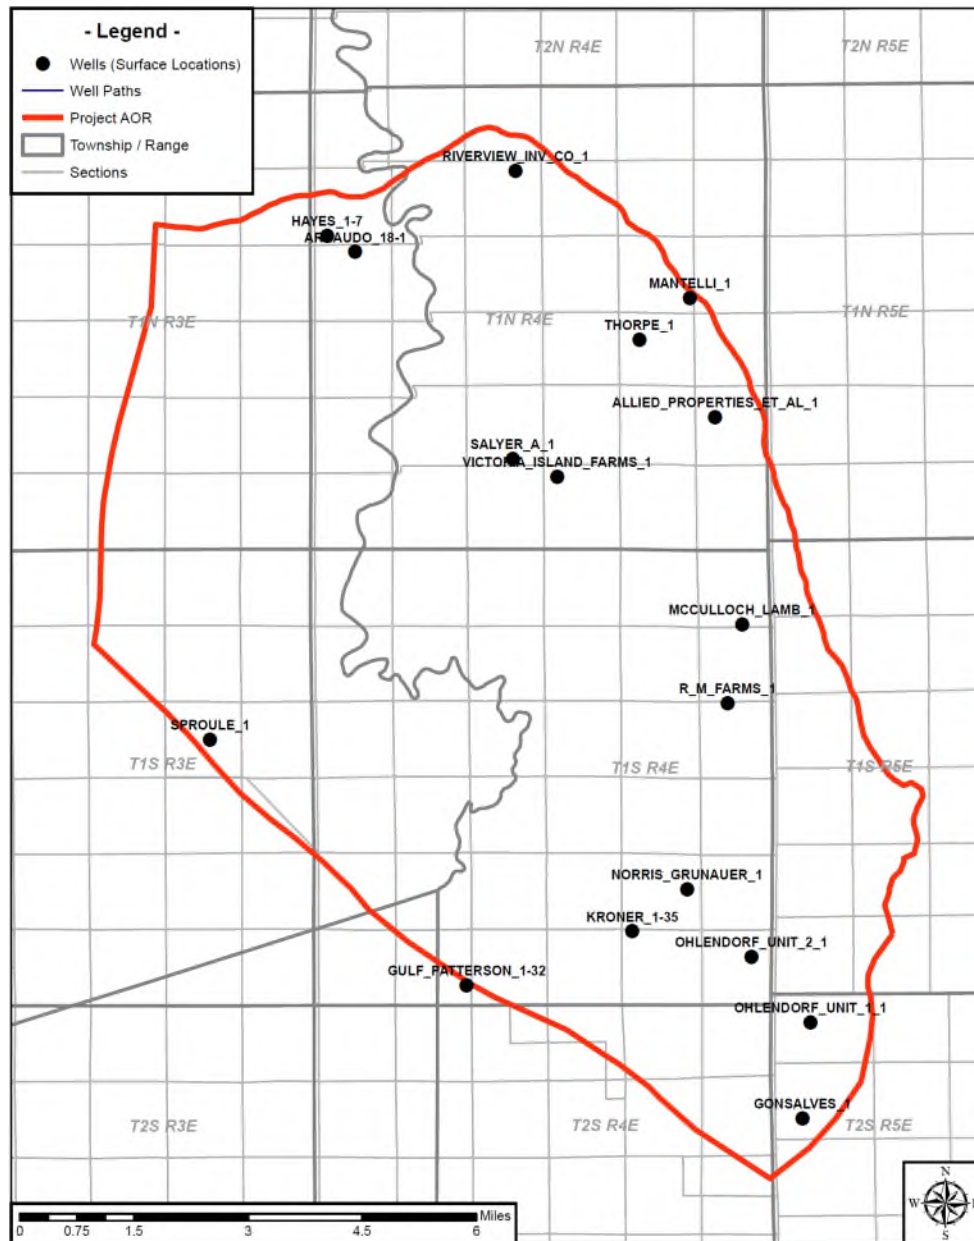 - Legend -
Wells (Surface Locations)
Well Paths
Project AOR
Township / Range
Sections
T2N R4E
T2N R5E
RIVERVIEW_INV_CO_1
HAYES_1-7
ARNAUDO_18-1
MANTELLI_1
T1N R3E
T1N R4E
T1N R5E
THORPE_1
ALLIED_PROPERTIES_ET_AL_1
SALYER_A_1
VICTORIA_ISLAND_FARMS_1
MCCULLOCH_LAMB_1
R_M_FARMS_1
SPROULE_1
T1S R3E
T1S R4E
T1S R5E
NORRIS_GRUNAUER_1
KRONER_1-35
OHLENDORF_UNIT_2_1
GULF_PATTERSON_1-32
OHLENDORF_UNIT_1_1
GONSALVES_1
T2S R3E
T2S R4E
T2S R5E
Miles
0 0.75 1.5 3 4.5 6
N
W E
S